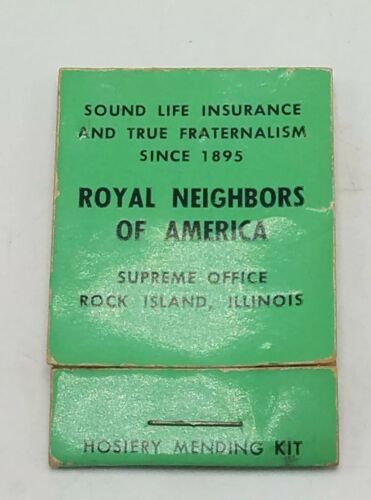 SOUND LIFE INSURANCE
AND TRUE FRATERNALISM
SINCE 1895
ROYAL NEIGHBORS
OF AMERICA
SUPREME OFFICE
ROCK ISLAND, ILLINOIS
HOSIERY MENDING KIT